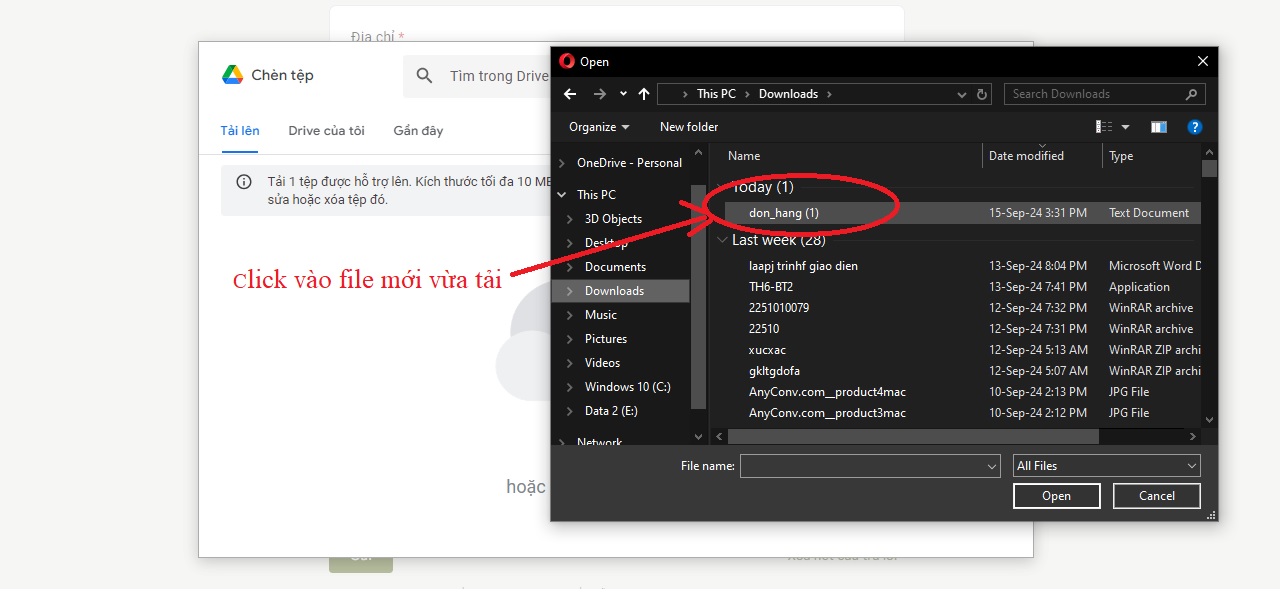 Địa chỉ *
Chèn tệp
Tìm trong Drive
Tải lên
Drive của tôi
Gần đây
Tải 1 tệp được hỗ trợ lên. Kích thước tối đa 10 MB
sửa hoặc xóa tệp đó.
Click vào file mới vừa tải
hoặc
Open
This PC
Downloads
Search Downloads
Organize
New folder
OneDrive - Personal
This PC
3D Objects
Desktop
Documents
Downloads
Music
Pictures
Videos
Windows 10 (C:)
Data 2 (E:)
Network
Name Date modified Type
Today (1)
don_hang (1) 15-Sep-24 3:31 PM Text Document
Last week (28)
laapj trinhf giao dien 13-Sep-24 8:04 PM Microsoft Word D
TH6-BT2 13-Sep-24 7:41 PM Application
2251010079 12-Sep-24 7:32 PM WinRAR archive
22510 12-Sep-24 7:31 PM WinRAR archive
xucxac 12-Sep-24 5:13 AM WinRAR ZIP archi
gkltgdofa 12-Sep-24 5:07 AM WinRAR ZIP archi
AnyConv.com__product4mac 10-Sep-24 2:13 PM JPG File
AnyConv.com__product3mac 10-Sep-24 2:12 PM JPG File
File name:
All Files
Open
Cancel